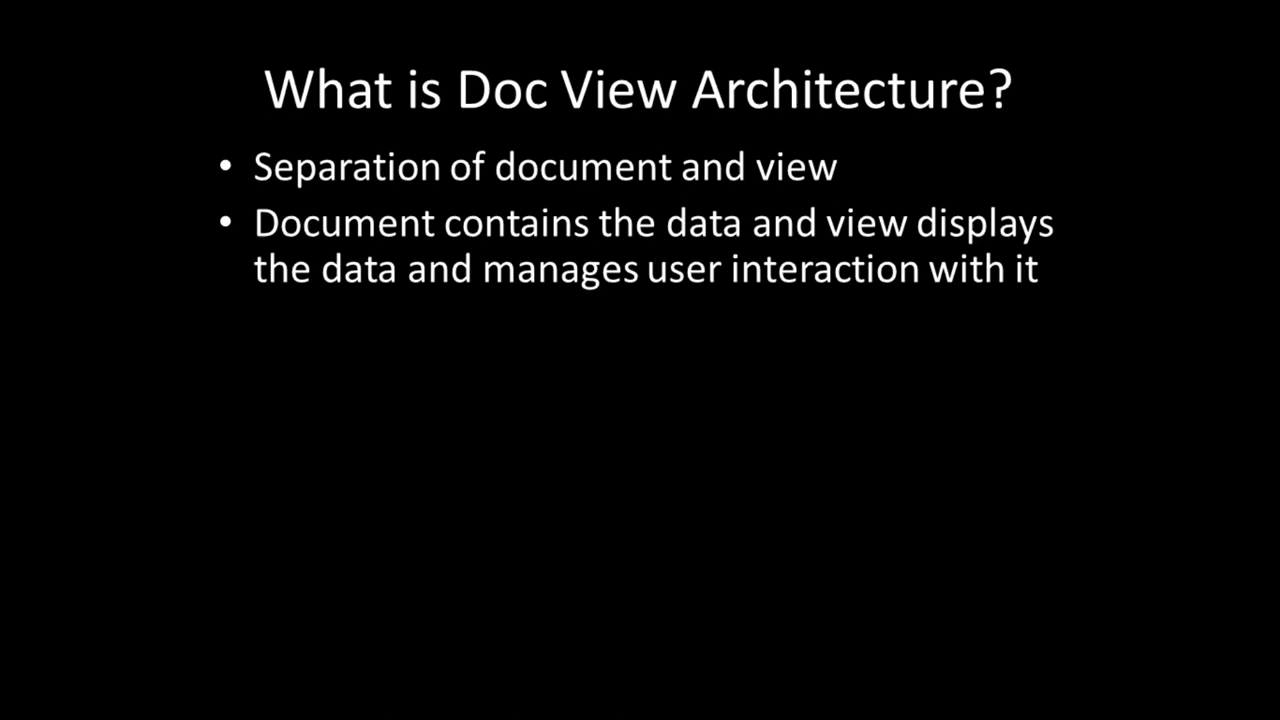 What is Doc View Architecture?
• Separation of document and view
• Document contains the data and view displays
the data and manages user interaction with it